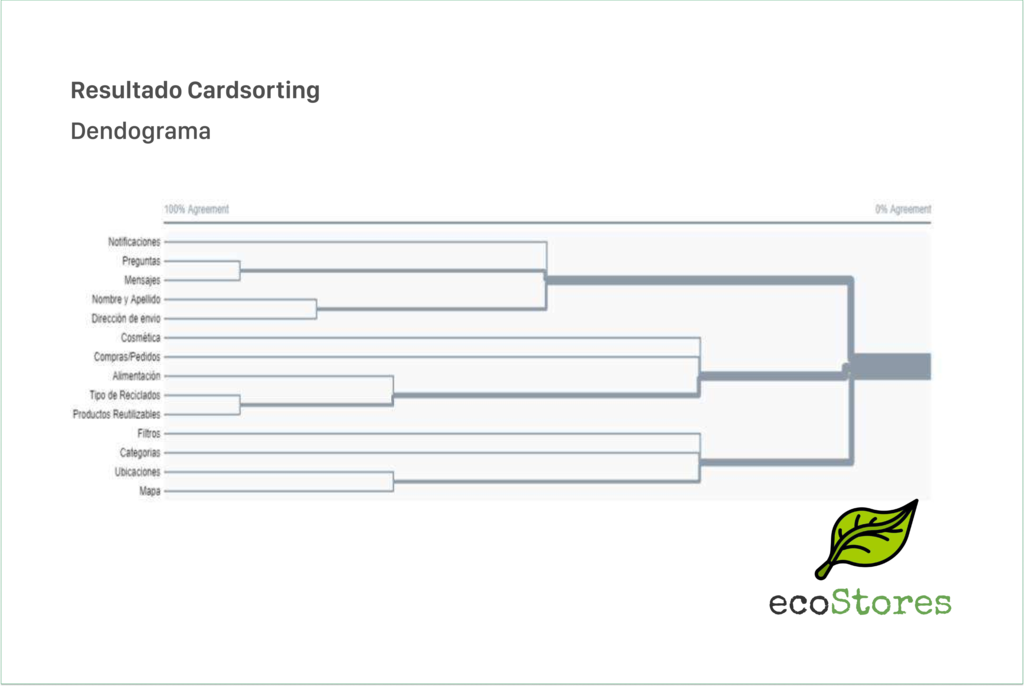 Resultado Cardsorting
Dendograma
100% Agreement 0% Agreement
Notificaciones
Preguntas
Mensajes
Nombre y Apellido
Dirección de envio
Cosmética
Compras/Pedidos
Alimentación
Tipo de Reciclados
Productos Reutilizables
Filtros
Categorias
Ubicaciones
Mapa
ecoStores